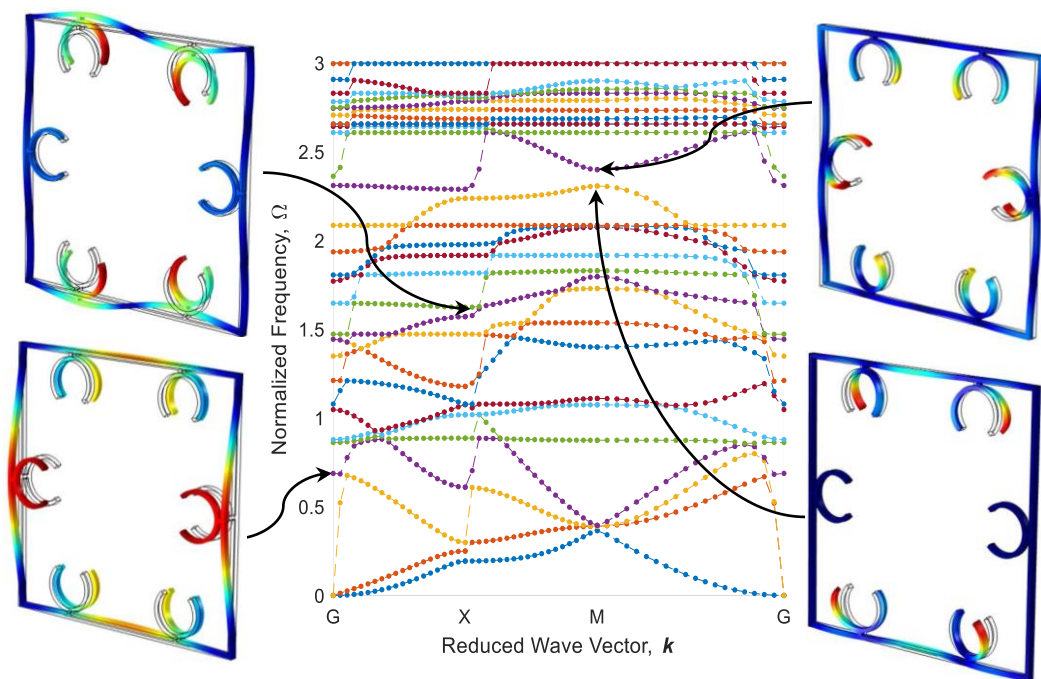 3
2.5
2
1.5
1
0.5
0
Normalized Frequency, Ω
G X M G
Reduced Wave Vector, k